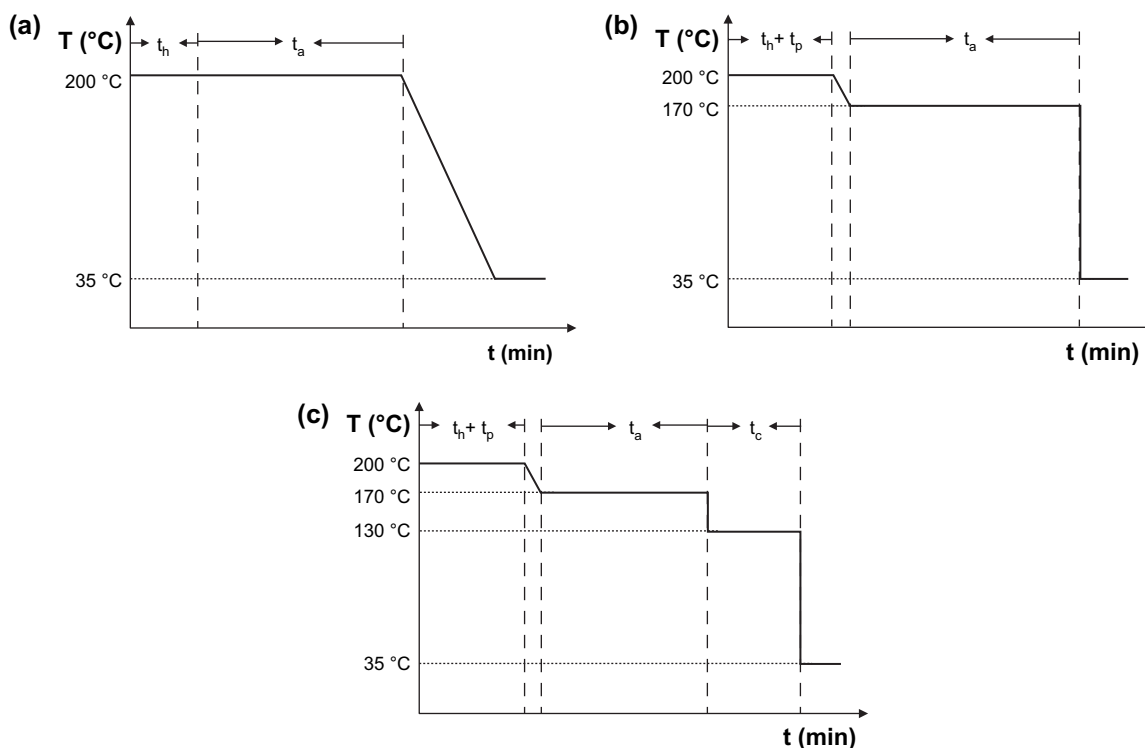 (a)
T (°C)
t_h
t_a
200 °C
35 °C
t (min)
(b)
T (°C)
t_h + t_p
t_a
200 °C
170 °C
35 °C
t (min)
(c)
T (°C)
t_h + t_p
t_a
t_c
200 °C
170 °C
130 °C
35 °C
t (min)